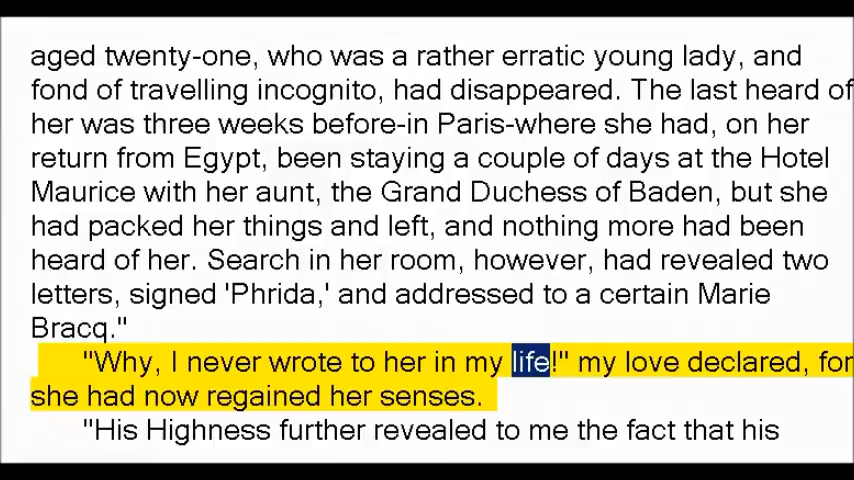 aged twenty-one, who was a rather erratic young lady, and
fond of travelling incognito, had disappeared. The last heard of
her was three weeks before-in Paris-where she had, on her
return from Egypt, been staying a couple of days at the Hotel
Maurice with her aunt, the Grand Duchess of Baden, but she
had packed her things and left, and nothing more had been
heard of her. Search in her room, however, had revealed two
letters, signed 'Phrida,' and addressed to a certain Marie
Bracq."
"Why, I never wrote to her in my life!" my love declared, for
she had now regained her senses.
"His Highness further revealed to me the fact that his